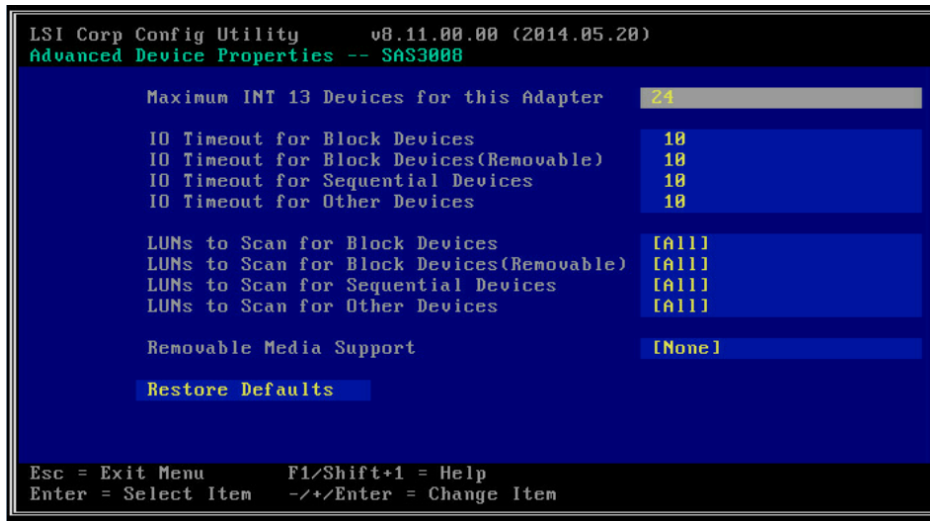 LSI Corp Config Utility v8.11.00.00 (2014.05.20)
Advanced Device Properties -- SAS3008
Maximum INT 13 Devices for this Adapter 24
IO Timeout for Block Devices 10
IO Timeout for Block Devices(Removable) 10
IO Timeout for Sequential Devices 10
IO Timeout for Other Devices 10
LUNs to Scan for Block Devices [All]
LUNs to Scan for Block Devices(Removable) [All]
LUNs to Scan for Sequential Devices [All]
LUNs to Scan for Other Devices [All]
Removable Media Support [None]
Restore Defaults
Esc = Exit Menu F1/Shift+1 = Help
Enter = Select Item -/+/Enter = Change Item